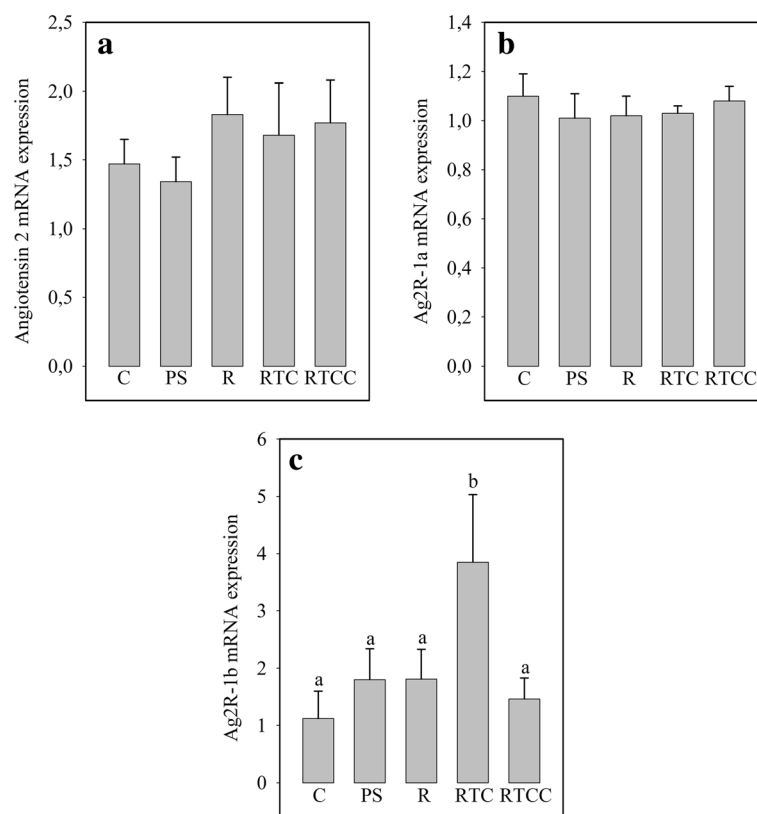 a
Angiotensin 2 mRNA expression
2,5
2,0
1,5
1,0
0,5
0,0
C PS R RTC RTCC
b
Ag2R-1a mRNA expression
1,4
1,2
1,0
0,8
0,6
0,4
0,2
0,0
C PS R RTC RTCC
c
Ag2R-1b mRNA expression
6
5
4
3
2
1
0
a a a b a
C PS R RTC RTCC